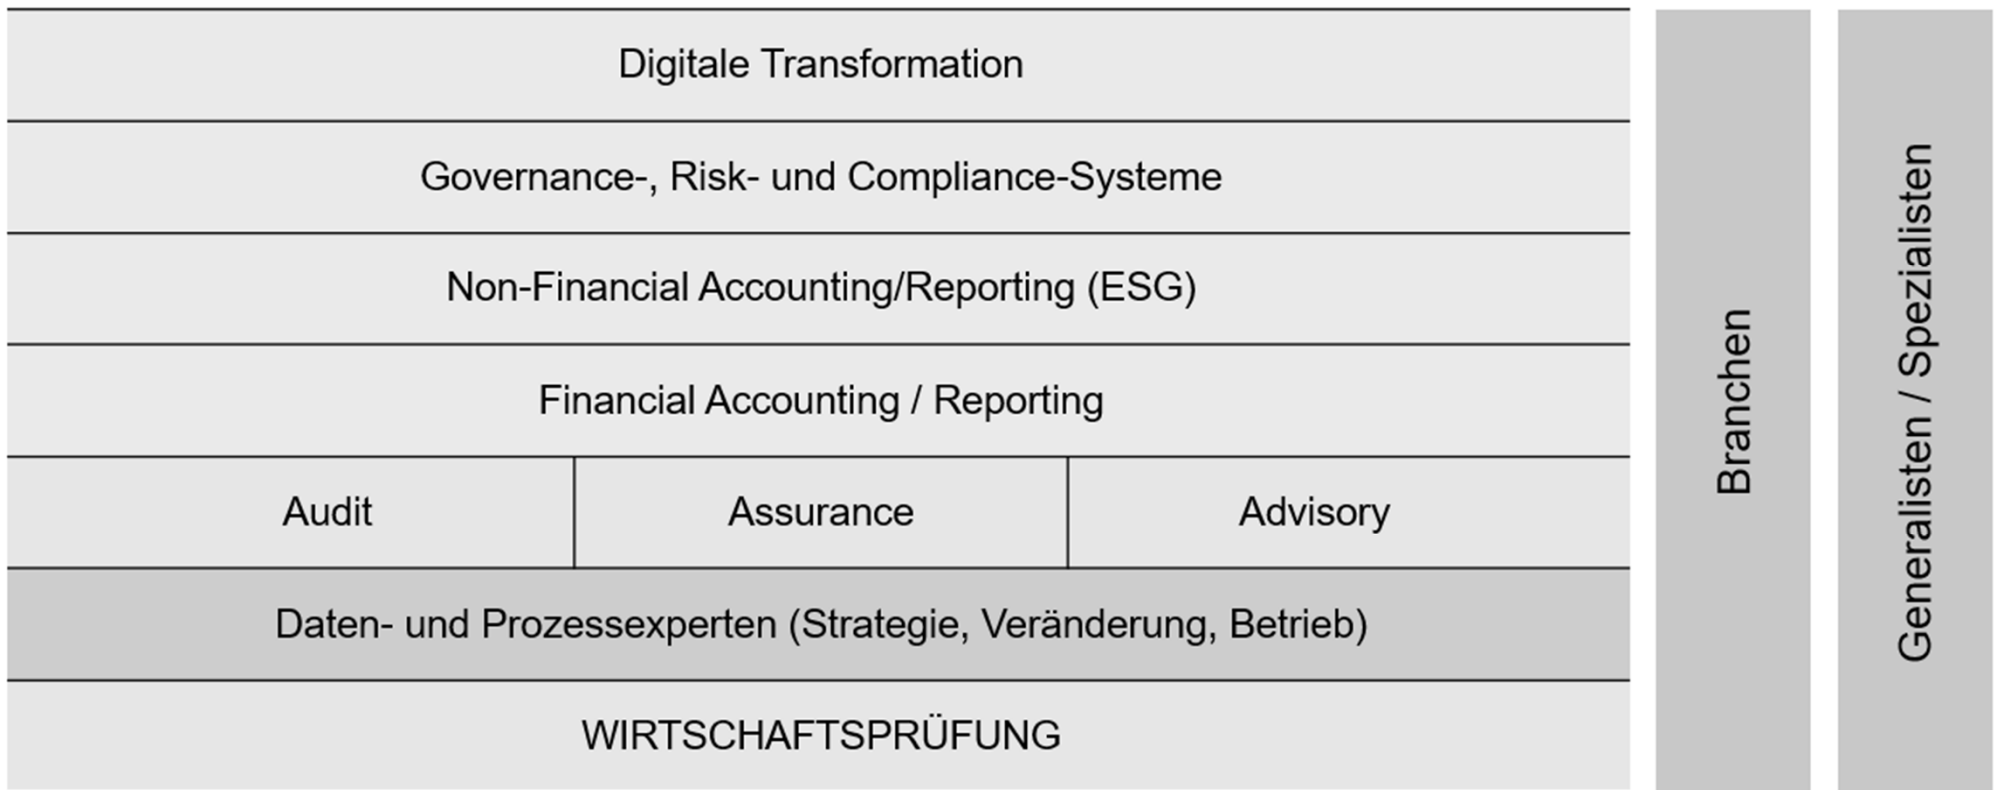 Digitale Transformation
Governance-, Risk- und Compliance-Systeme
Non-Financial Accounting/Reporting (ESG)
Financial Accounting / Reporting
Audit
Assurance
Advisory
Daten- und Prozessexperten (Strategie, Veränderung, Betrieb)
WIRTSCHAFTSPRÜFUNG
Branchen
Generalisten / Spezialisten